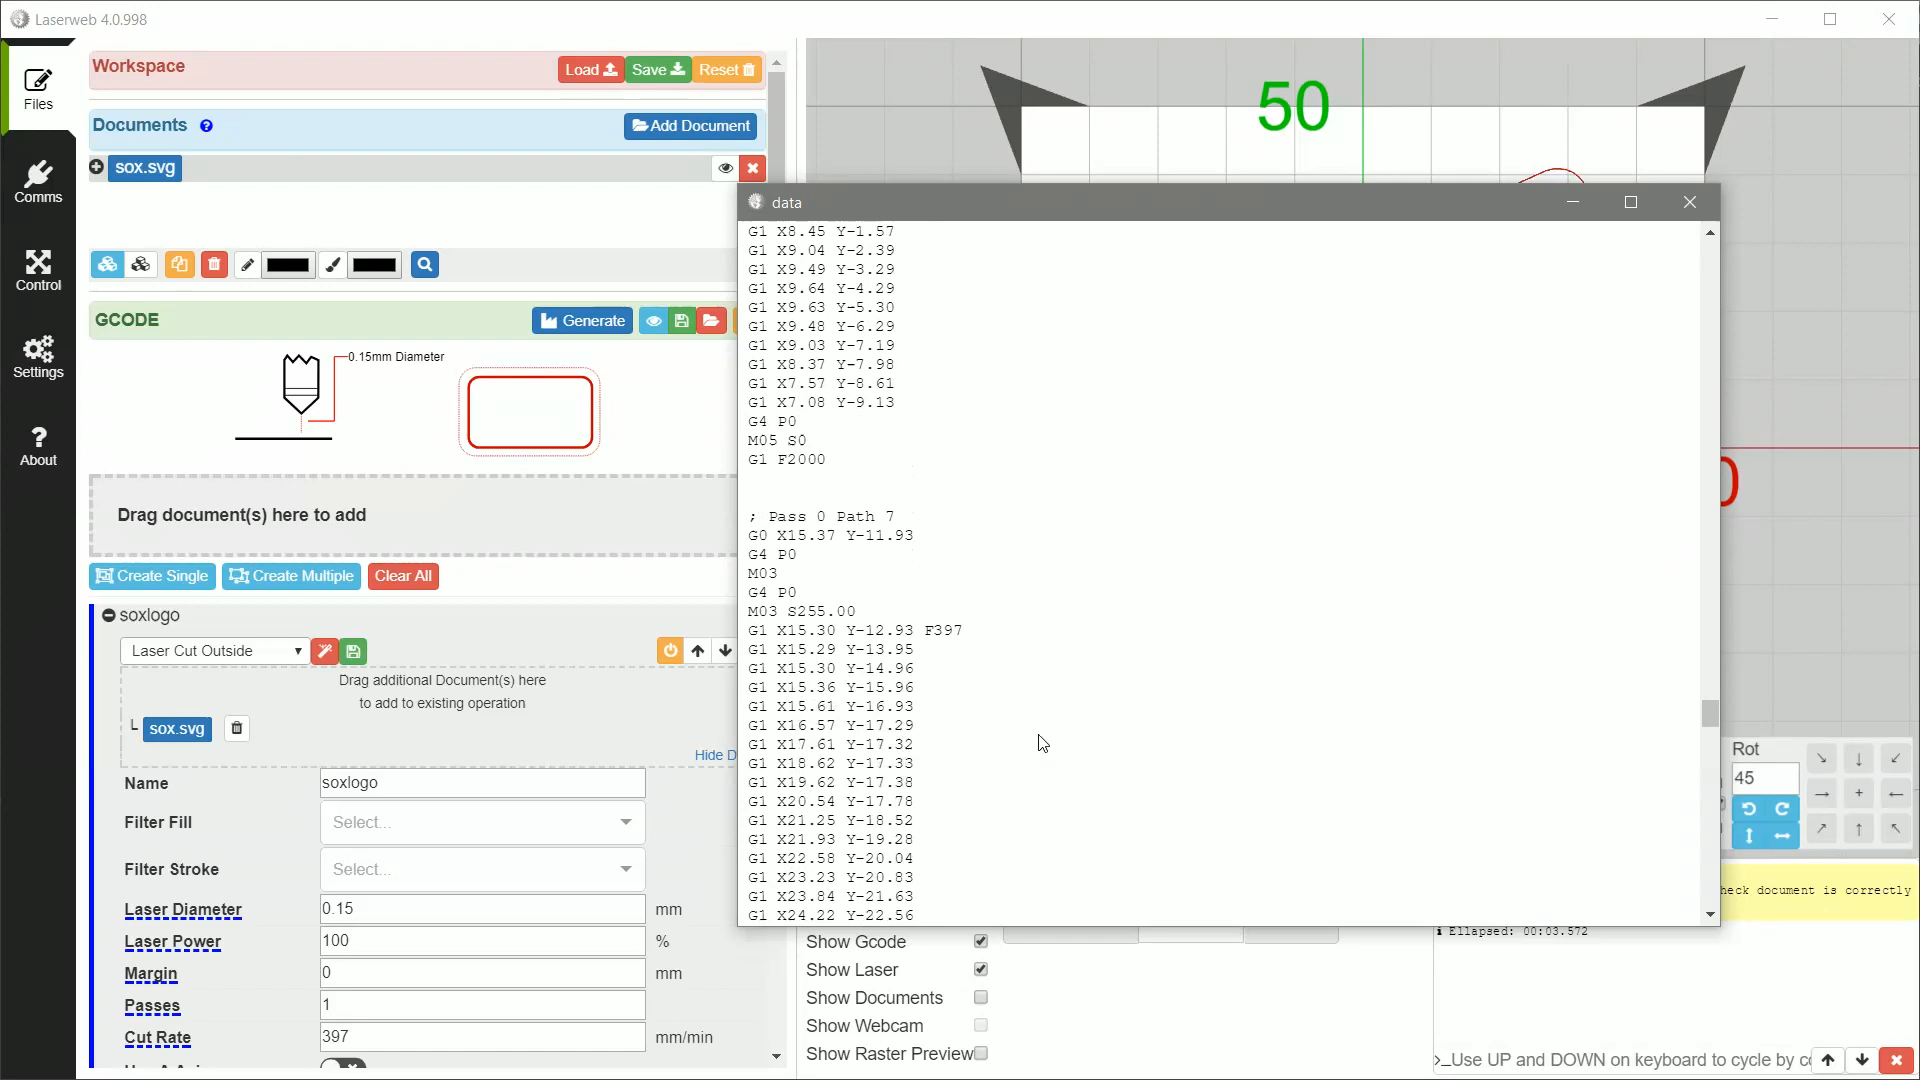 Laserweb 4.0.998
Files
Comms
Control
Settings
About
Workspace
Load
Save
Reset
Documents
Add Document
sox.svg
GCODE
Generate
0.15mm Diameter
Drag document(s) here to add
Create Single
Create Multiple
Clear All
soxlogo
Laser Cut Outside
Drag additional Document(s) here
to add to existing operation
sox.svg
Hide D
Name
soxlogo
Filter Fill
Select...
Filter Stroke
Select...
Laser Diameter
0.15
mm
Laser Power
100
%
Margin
0
mm
Passes
1
Cut Rate
397
mm/min
50
data
G1 X8.45 Y-1.57
G1 X9.04 Y-2.39
G1 X9.49 Y-3.29
G1 X9.64 Y-4.29
G1 X9.63 Y-5.30
G1 X9.48 Y-6.29
G1 X9.03 Y-7.19
G1 X8.37 Y-7.98
G1 X7.57 Y-8.61
G1 X7.08 Y-9.13
G4 P0
M05 S0
G1 F2000
; Pass 0 Path 7
G0 X15.37 Y-11.93
G4 P0
M03
G4 P0
M03 S255.00
G1 X15.30 Y-12.93 F397
G1 X15.29 Y-13.95
G1 X15.30 Y-14.96
G1 X15.36 Y-15.96
G1 X15.61 Y-16.93
G1 X16.57 Y-17.29
G1 X17.61 Y-17.32
G1 X18.62 Y-17.33
G1 X19.62 Y-17.38
G1 X20.54 Y-17.78
G1 X21.25 Y-18.52
G1 X21.93 Y-19.28
G1 X22.58 Y-20.04
G1 X23.23 Y-20.83
G1 X23.84 Y-21.63
G1 X24.22 Y-22.56
0
Rot
45
heck document is correctly
Ellapsed: 00:03.572
Show Gcode
Show Laser
Show Documents
Show Webcam
Show Raster Preview
>_Use UP and DOWN on keyboard to cycle by co